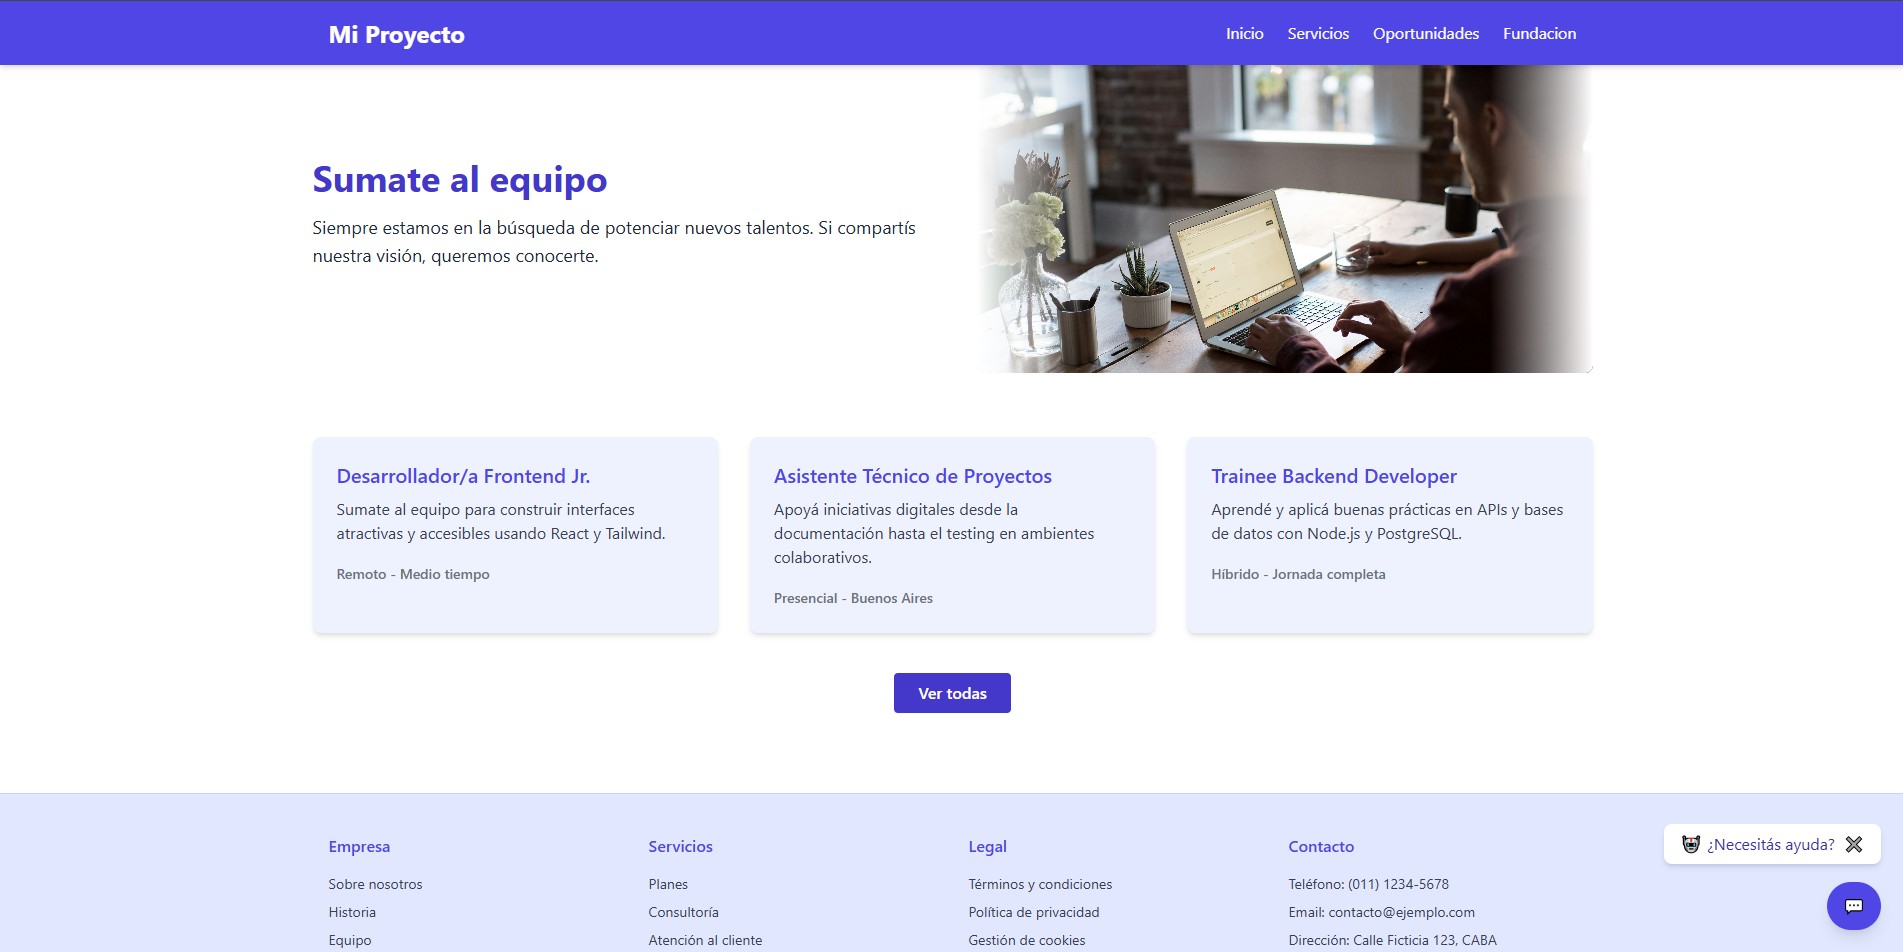 Mi Proyecto
Inicio Servicios Oportunidades Fundacion
Sumate al equipo
Siempre estamos en la búsqueda de potenciar nuevos talentos. Si compartís
nuestra visión, queremos conocerte.
Desarrollador/a Frontend Jr.
Sumate al equipo para construir interfaces
atractivas y accesibles usando React y Tailwind.
Remoto - Medio tiempo
Asistente Técnico de Proyectos
Apoyá iniciativas digitales desde la
documentación hasta el testing en ambientes
colaborativos.
Presencial - Buenos Aires
Trainee Backend Developer
Aprendé y aplicá buenas prácticas en APIs y bases
de datos con Node.js y PostgreSQL.
Híbrido - Jornada completa
Ver todas
Empresa
Sobre nosotros
Historia
Equipo
Servicios
Planes
Consultoría
Atención al cliente
Legal
Términos y condiciones
Política de privacidad
Gestión de cookies
Contacto
Teléfono: (011) 1234-5678
Email: contacto@ejemplo.com
Dirección: Calle Ficticia 123, CABA
¿Necesitás ayuda?